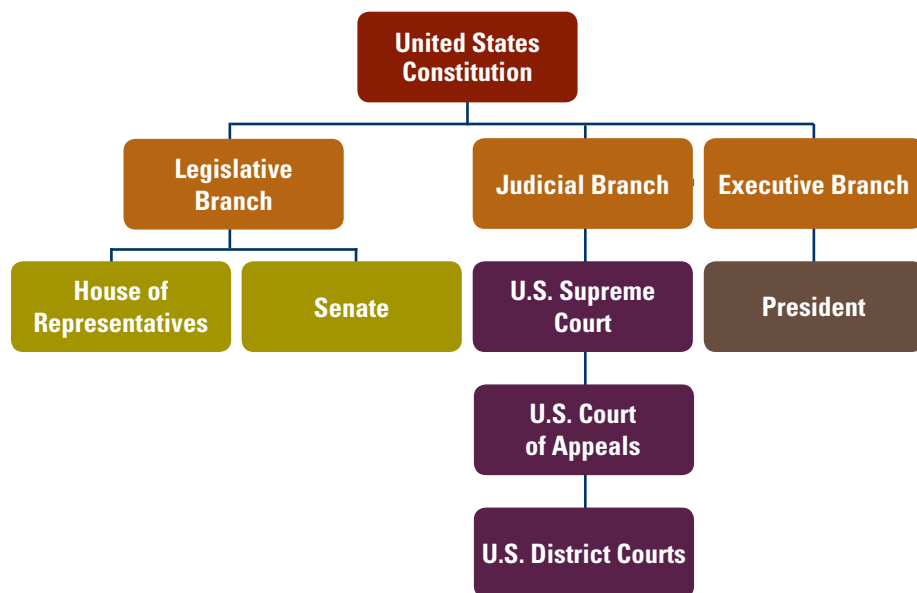 United States
Constitution
Legislative
Branch
Judicial Branch
Executive Branch
House of
Representatives
Senate
U.S. Supreme
Court
President
U.S. Court
of Appeals
U.S. District Courts